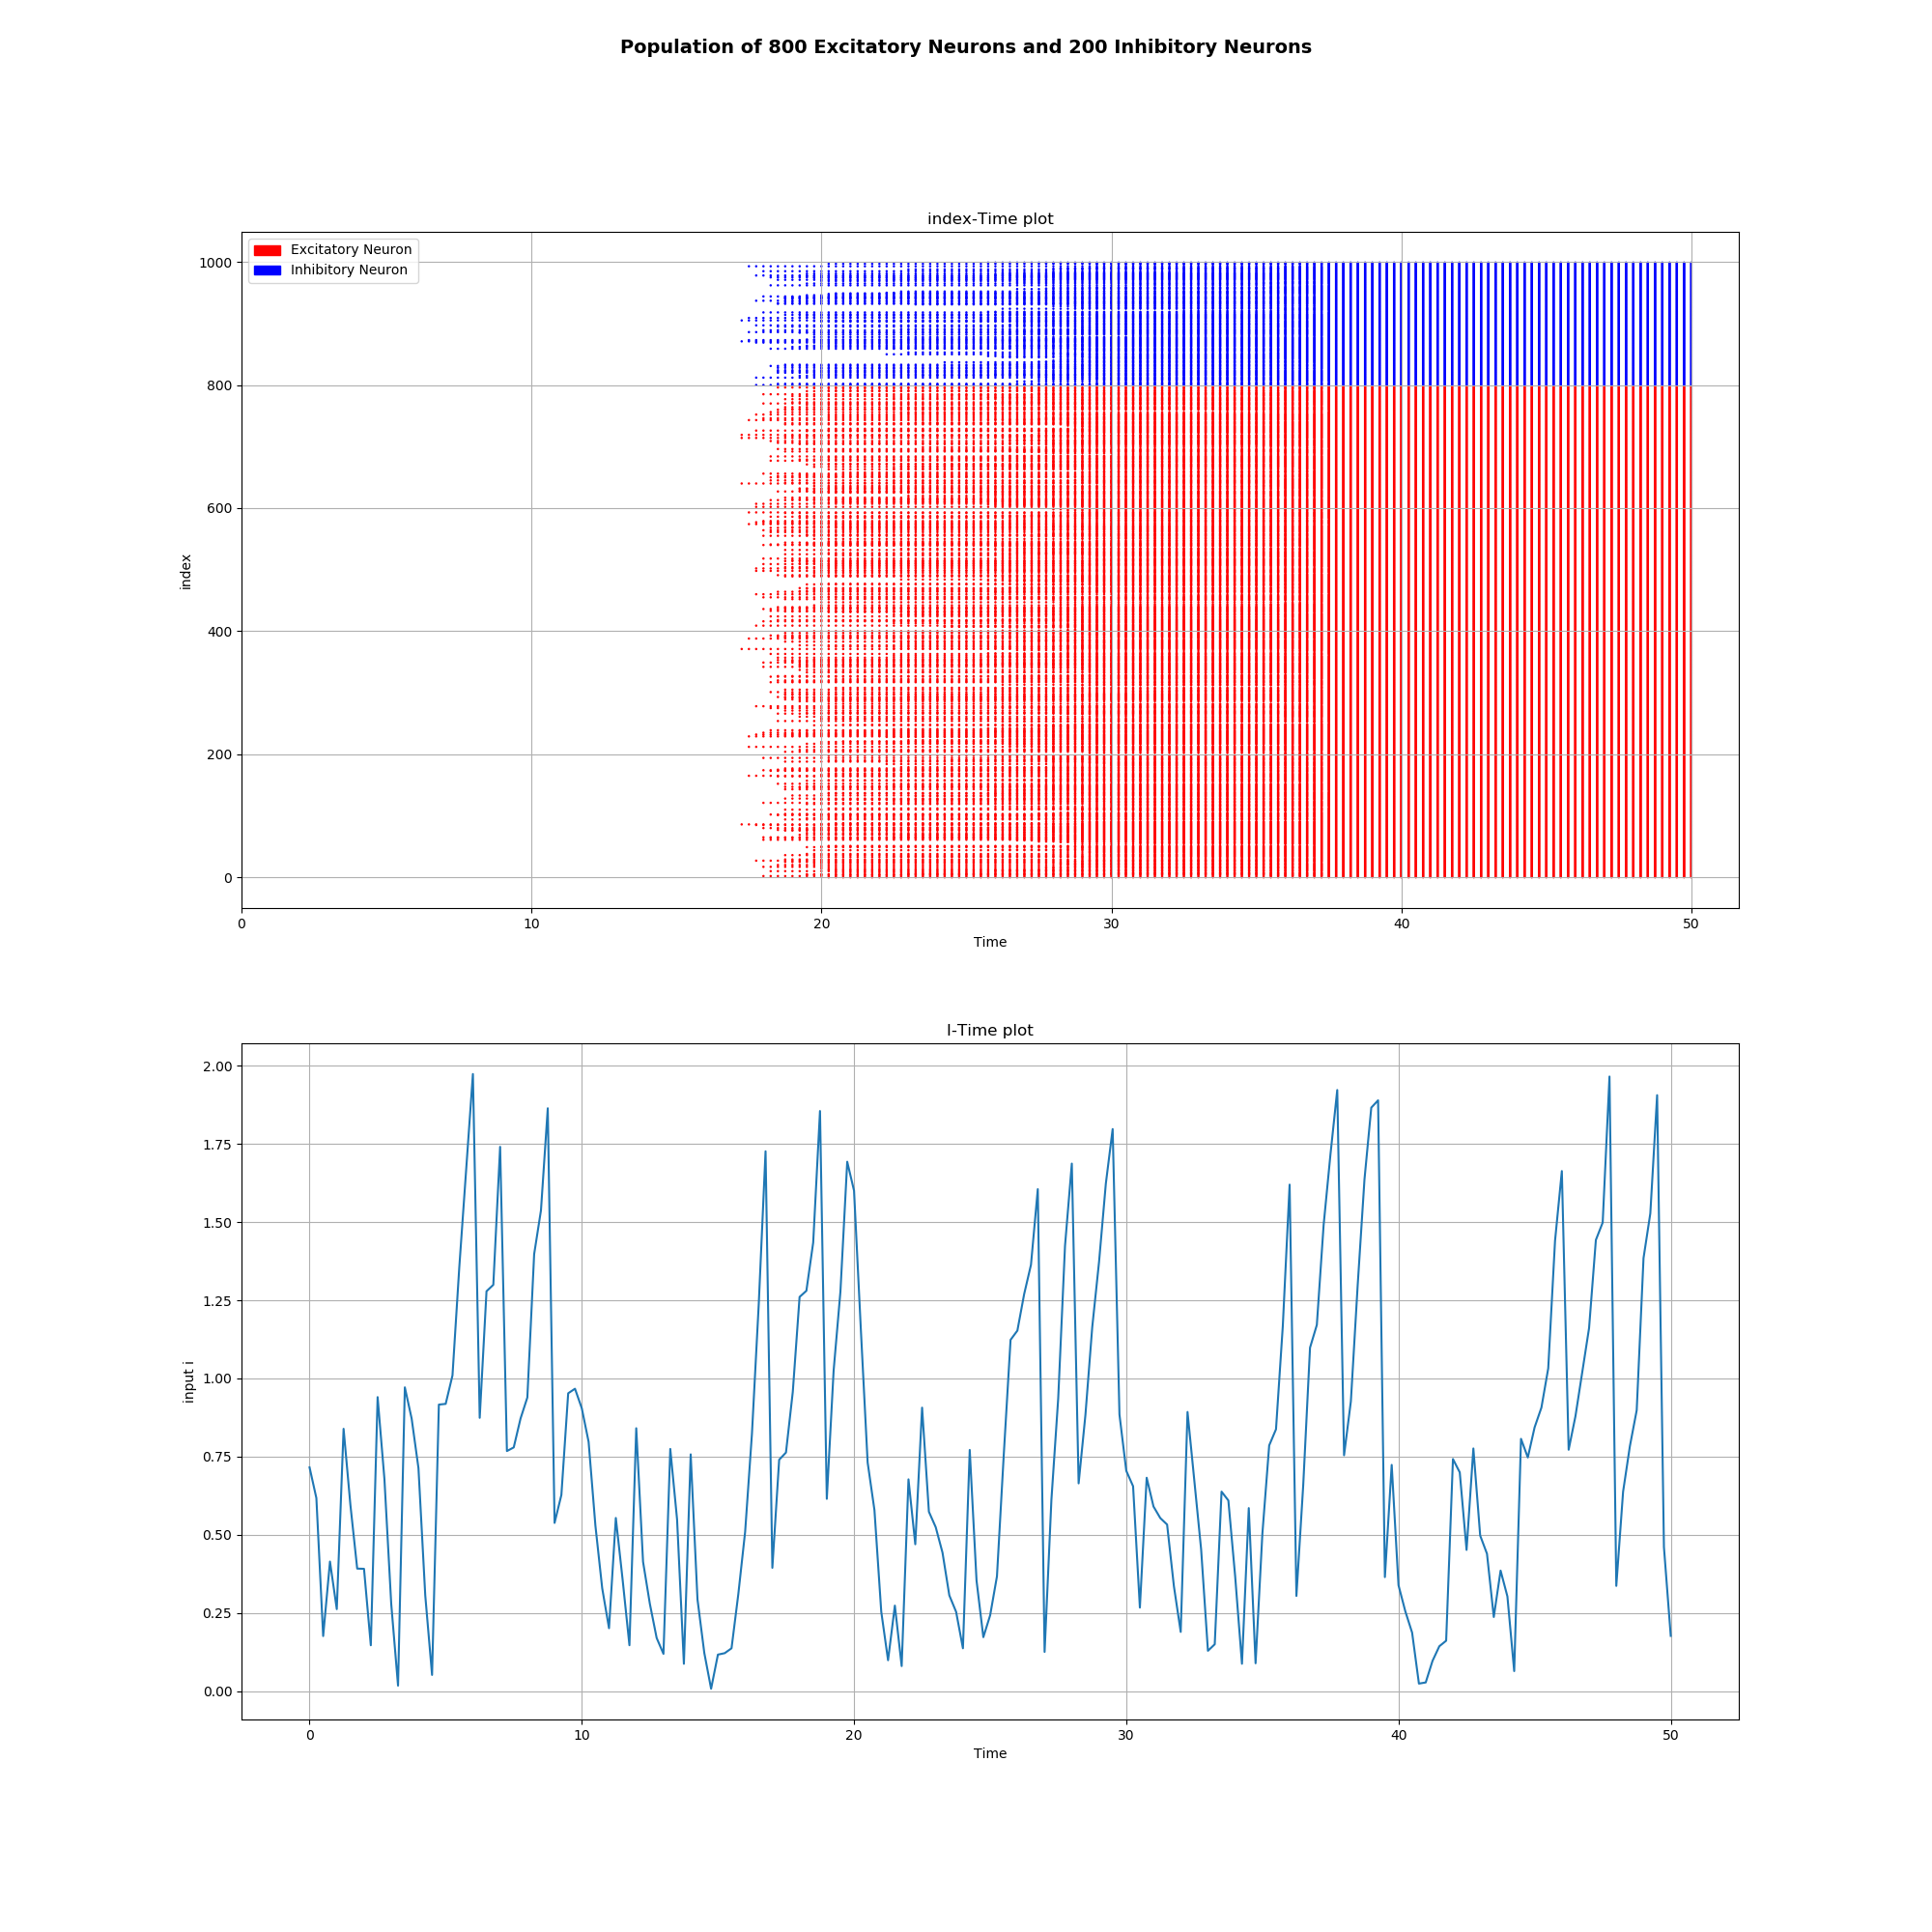 Population of 800 Excitatory Neurons and 200 Inhibitory Neurons
index-Time plot
Excitatory Neuron
Inhibitory Neuron
1000
800
600
400
200
0
index
0 10 20 30 40 50
Time
I-Time plot
2.00
1.75
1.50
1.25
1.00
0.75
0.50
0.25
0.00
input i
0 10 20 30 40 50
Time